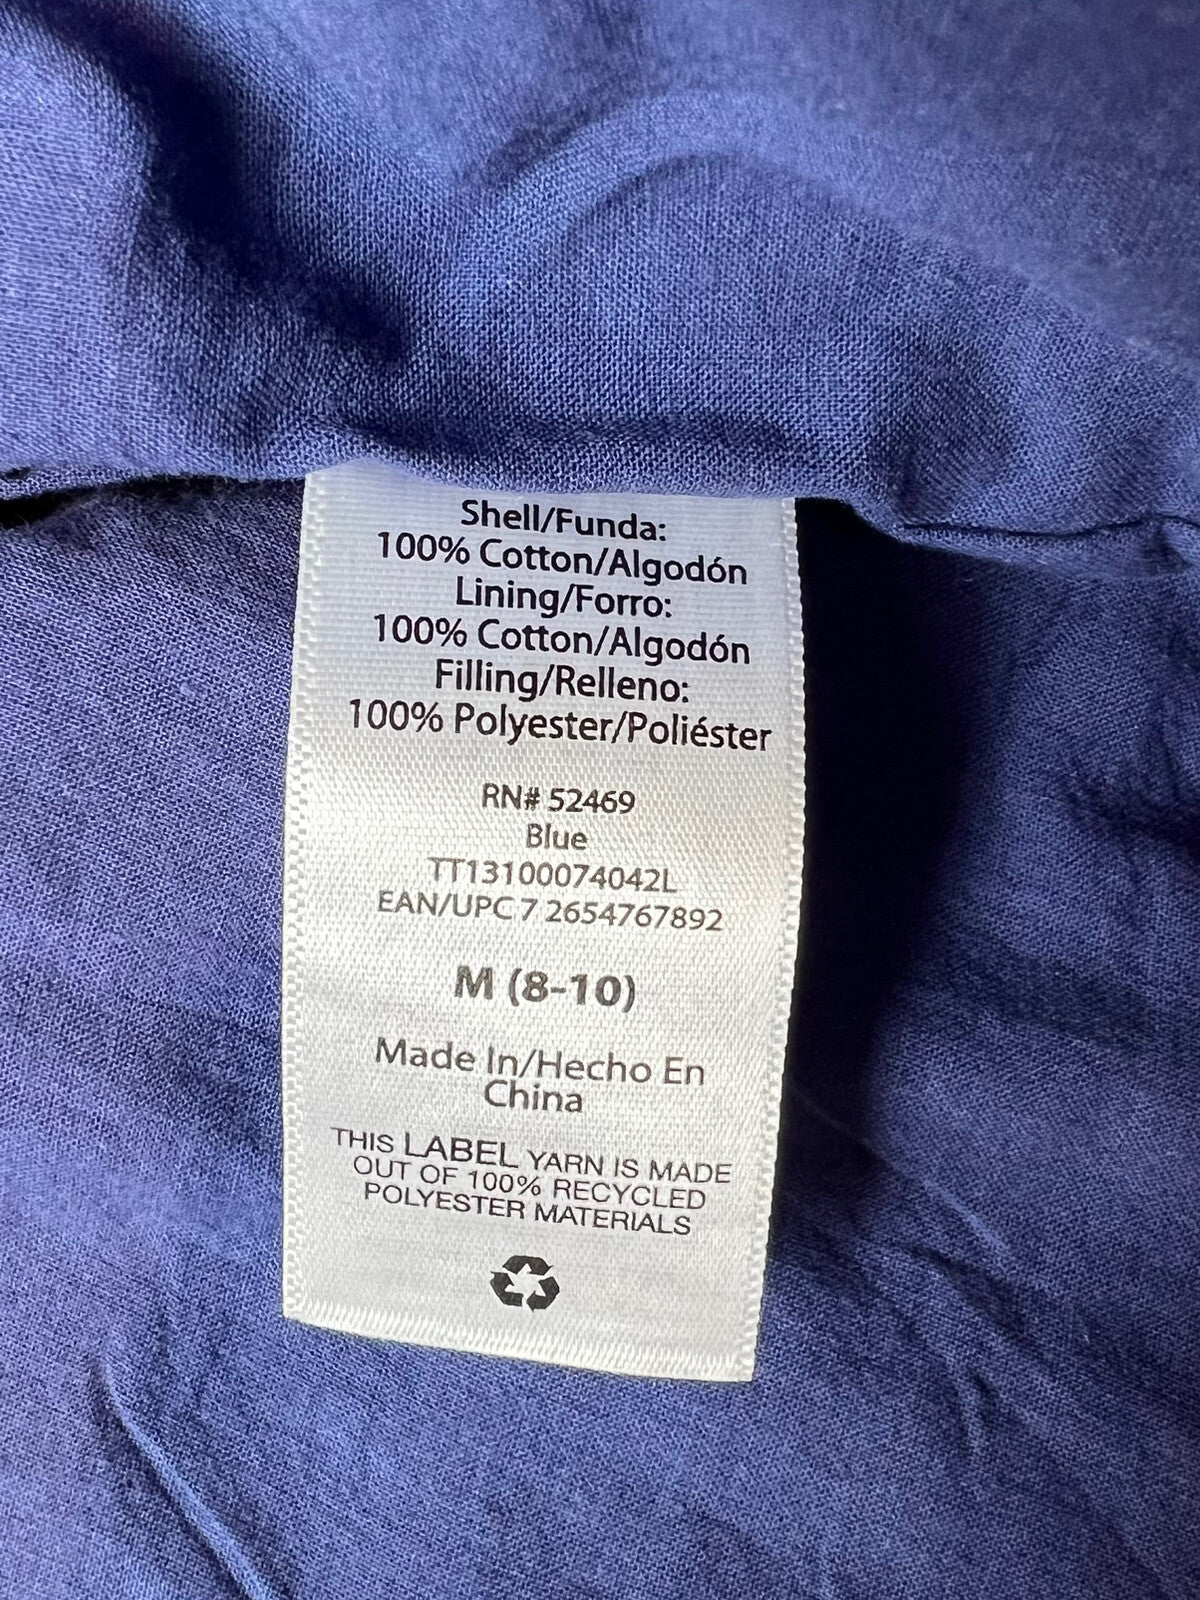 Shell/Funda:
100% Cotton/Algodón
Lining/Forro:
100% Cotton/Algodón
Filling/Relleno:
100% Polyester/Poliéster
RN# 52469
Blue
TT13100074042L
EAN/UPC 7 2654767892
M (8-10)
Made In/Hecho En
China
THIS LABEL YARN IS MADE
OUT OF 100% RECYCLED
POLYESTER MATERIALS